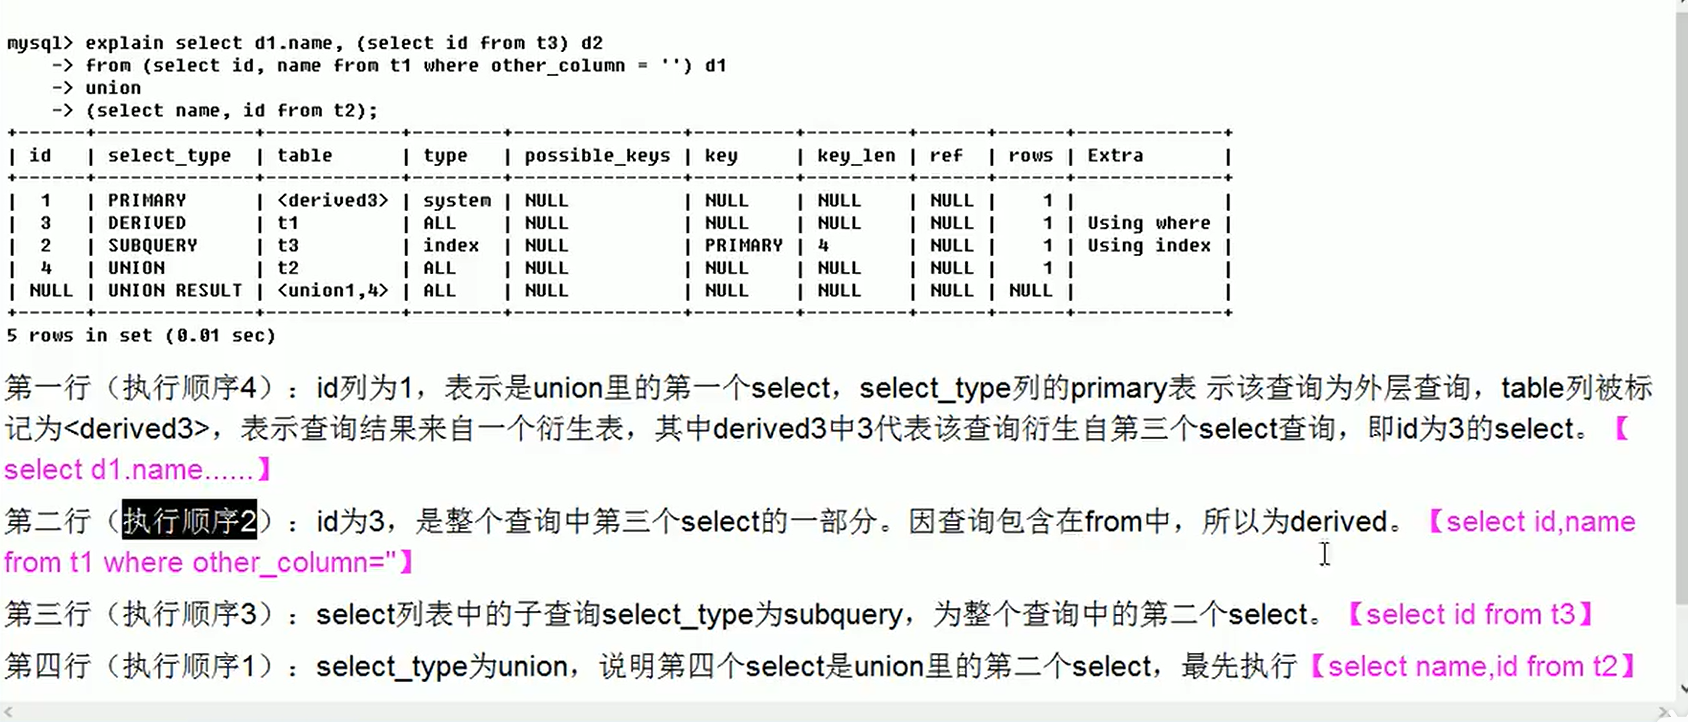 mysql> explain select d1.name, (select id from t3) d2
    -> from (select id, name from t1 where other_column = '') d1
    -> union
    -> (select name, id from t2);
+------+--------------+------------+--------+---------------+---------+---------+------+------+-------------+
| id   | select_type  | table      | type   | possible_keys | key     | key_len | ref  | rows | Extra       |
+------+--------------+------------+--------+---------------+---------+---------+------+------+-------------+
|  1   | PRIMARY      | <derived3> | system | NULL          | NULL    | NULL    | NULL |    1 |             |
|  3   | DERIVED      | t1         | ALL    | NULL          | NULL    | NULL    | NULL |    1 | Using where |
|  2   | SUBQUERY     | t3         | index  | NULL          | PRIMARY | 4       | NULL |    1 | Using index |
|  4   | UNION        | t2         | ALL    | NULL          | NULL    | NULL    | NULL |    1 |             |
| NULL | UNION RESULT | <union1,4> | ALL    | NULL          | NULL    | NULL    | NULL | NULL |             |
+------+--------------+------------+--------+---------------+---------+---------+------+------+-------------+
5 rows in set (0.01 sec)
第一行（执行顺序4）：id列为1，表示是union里的第一个select，select_type列的primary表 示该查询为外层查询，table列被标
记为<derived3>，表示查询结果来自一个衍生表，其中derived3中3代表该查询衍生自第三个select查询，即id为3的select。【
select d1.name......】
第二行（执行顺序2）：id为3，是整个查询中第三个select的一部分。因查询包含在from中，所以为derived。【select id,name
from t1 where other_column=''】
第三行（执行顺序3）：select列表中的子查询select_type为subquery，为整个查询中的第二个select。【select id from t3】
第四行（执行顺序1）：select_type为union，说明第四个select是union里的第二个select，最先执行【select name,id from t2】